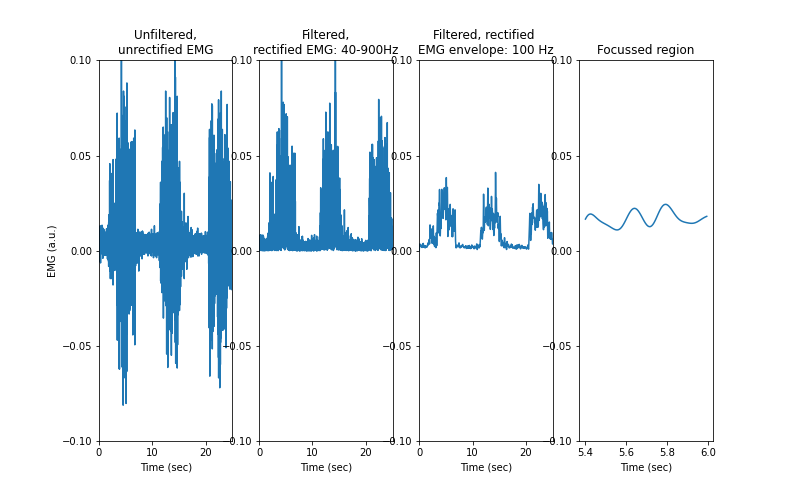 Unfiltered,
unrectified EMG
Filtered,
rectified EMG: 40-900Hz
Filtered, rectified
EMG envelope: 100 Hz
Focussed region
0.10
0.05
0.00
−0.05
−0.10
EMG (a.u.)
0
10
20
Time (sec)
0.10
0.05
0.00
−0.05
−0.10
0
10
20
Time (sec)
0.10
0.05
0.00
−0.05
−0.10
0
10
20
Time (sec)
0.10
0.05
0.00
−0.05
−0.10
5.4
5.6
5.8
6.0
Time (sec)